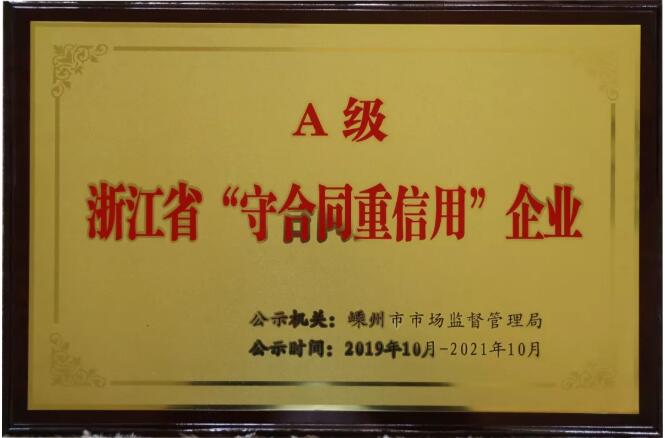 A级
浙江省“守合同重信用”企业
公示机关：嵊州市市场监督管理局
公示时间：2019年10月-2021年10月